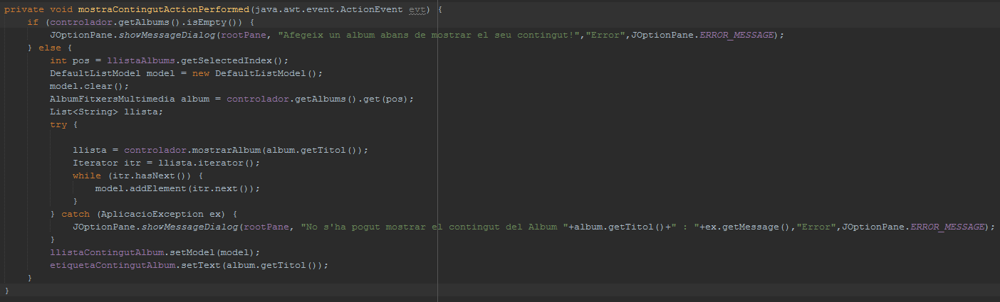 private void mostraContingutActionPerformed(java.awt.event.ActionEvent evt) {
if (controlador.getAlbums().isEmpty()) {
JOptionPane.showMessageDialog(rootPane, "Afegeix un album abans de mostrar el seu contingut!","Error",JOptionPane.ERROR_MESSAGE);
} else {
int pos = llistaAlbums.getSelectedIndex();
DefaultListModel model = new DefaultListModel();
model.clear();
AlbumFitxersMultimedia album = controlador.getAlbums().get(pos);
List<String> llista;
try {
llista = controlador.mostrarAlbum(album.getTitol());
Iterator itr = llista.iterator();
while (itr.hasNext()) {
model.addElement(itr.next());
}
} catch (AplicacioException ex) {
JOptionPane.showMessageDialog(rootPane, "No s'ha pogut mostrar el contingut del Album "+album.getTitol()+" : "+ex.getMessage(),"Error",JOptionPane.ERROR_MESSAGE);
}
llistaContingutAlbum.setModel(model);
etiquetaContingutAlbum.setText(album.getTitol());
}
}